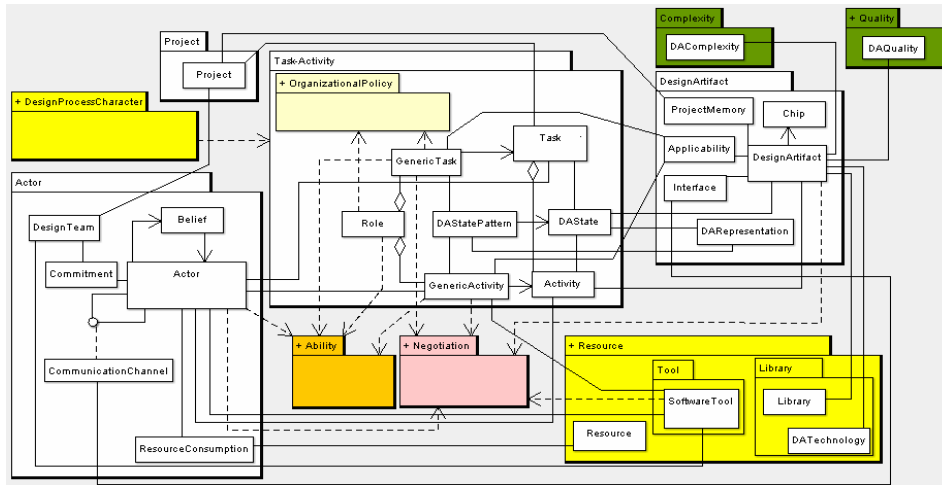 Project
Project
Task-Activity
+ OrganizationalPolicy
GenericTask
Task
Role
DAStatePattern
DAState
GenericActivity
Activity
Complexity
DAComplexity
+ Quality
DAQuality
DesignArtifact
ProjectMemory
Chip
Applicability
DesignArtifact
Interface
DARepresentation
+ DesignProcessCharacter
Actor
DesignTeam
Belief
Commitment
Actor
CommunicationChannel
ResourceConsumption
+ Ability
+ Negotiation
+ Resource
Tool
SoftwareTool
Library
Library
Resource
DATechnology